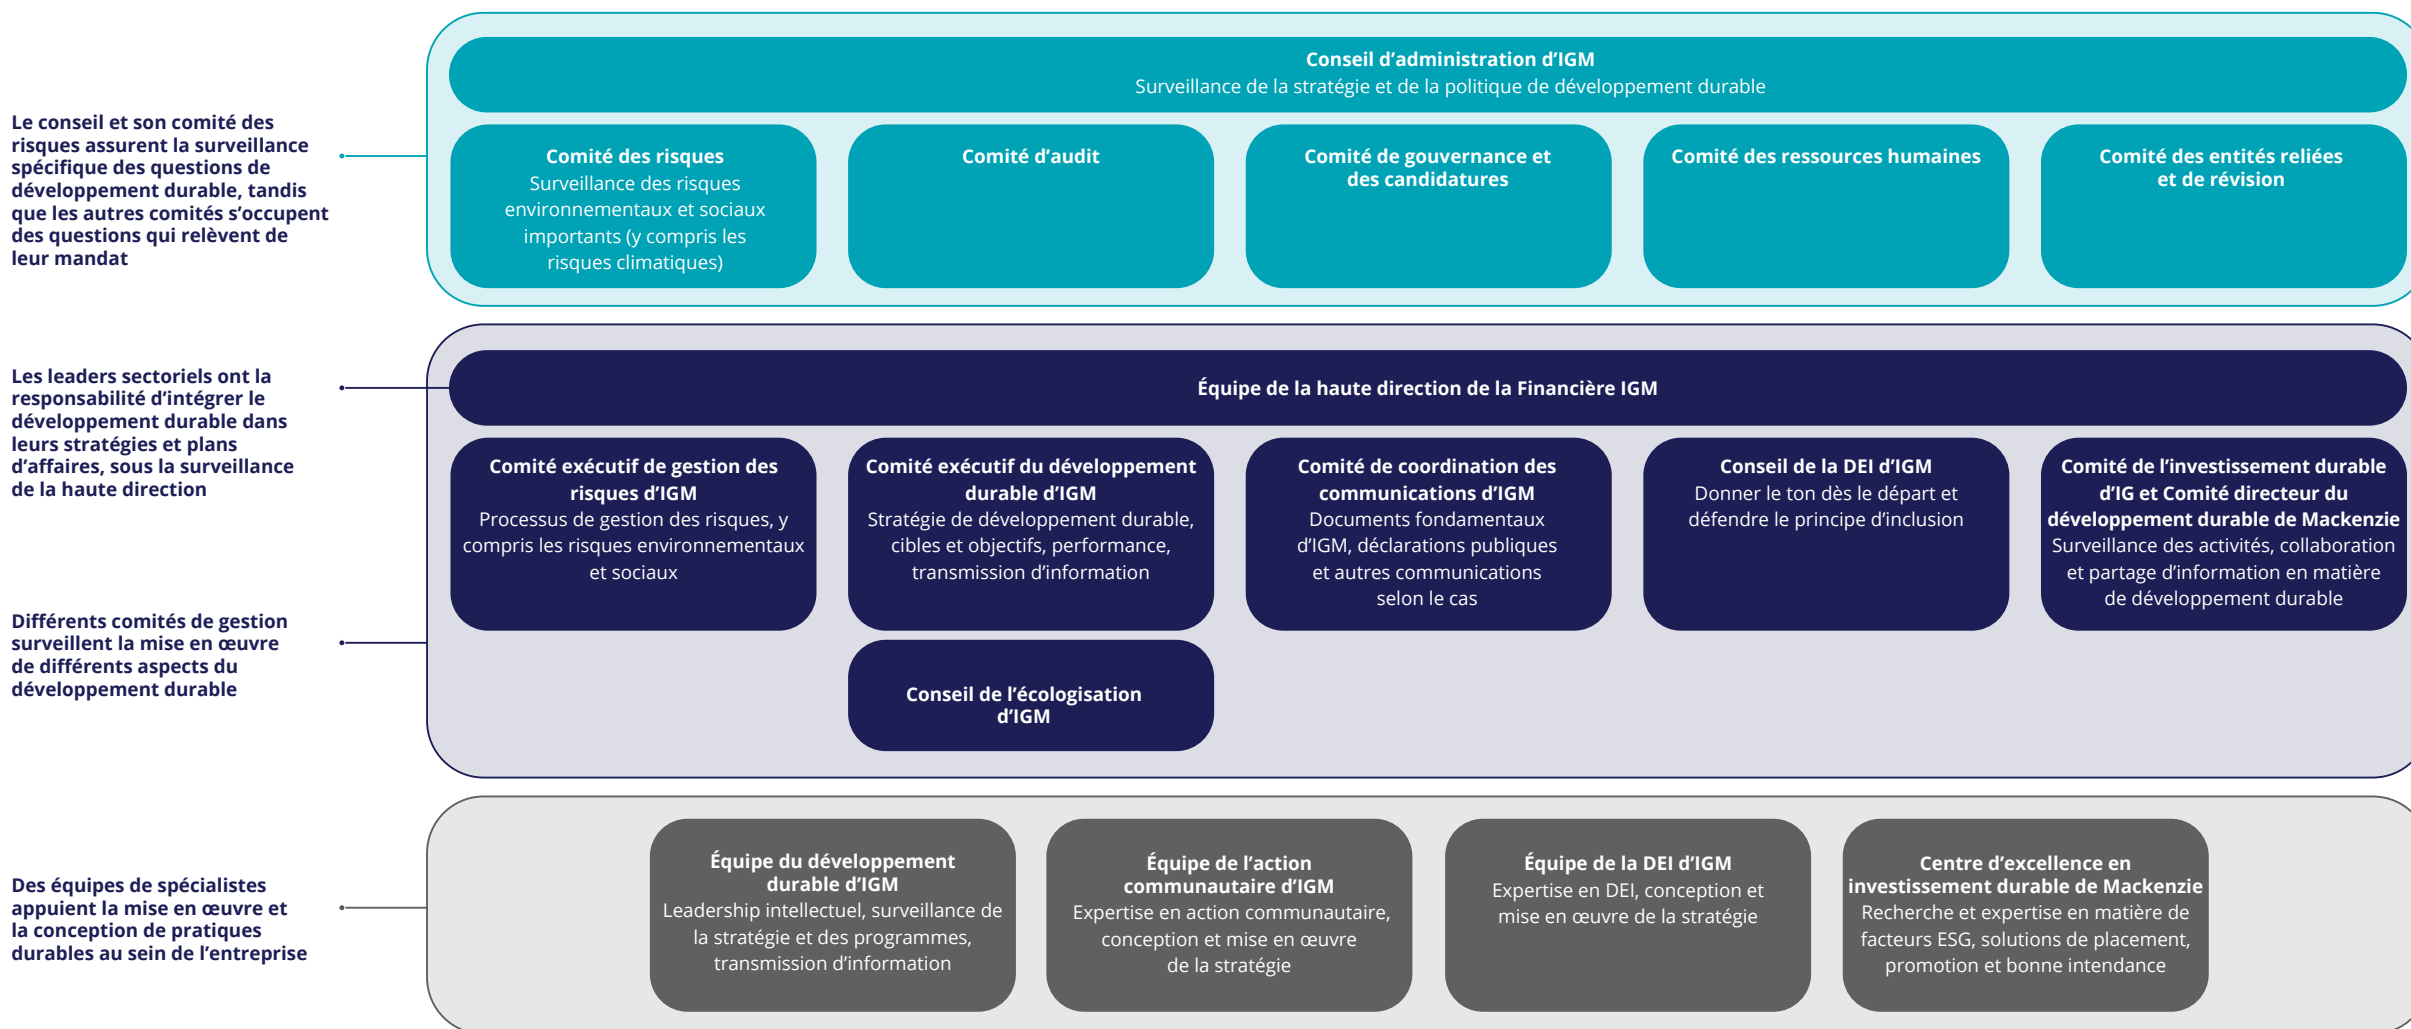 Conseil d’administration d’IGM
Surveillance de la stratégie et de la politique de développement durable
Le conseil et son comité des
risques assurent la surveillance
spécifique des questions de
développement durable, tandis
que les autres comités s’occupent
des questions qui relèvent de
leur mandat
Comité des risques
Surveillance des risques
environnementaux et sociaux
importants (y compris les
risques climatiques)
Comité d’audit
Comité de gouvernance et
des candidatures
Comité des ressources humaines
Comité des entités reliées
et de révision
Les leaders sectoriels ont la
responsabilité d’intégrer le
développement durable dans
leurs stratégies et plans
d’affaires, sous la surveillance
de la haute direction
Équipe de la haute direction de la Financière IGM
Comité exécutif de gestion des
risques d’IGM
Processus de gestion des risques, y
compris les risques environnementaux
et sociaux
Comité exécutif du développement
durable d’IGM
Stratégie de développement durable,
cibles et objectifs, performance,
transmission d’information
Comité de coordination des
communications d’IGM
Documents fondamentaux
d’IGM, déclarations publiques
et autres communications
selon le cas
Conseil de la DEI d’IGM
Donner le ton dès le départ et
défendre le principe d’inclusion
Comité de l’investissement durable
d’IG et Comité directeur du
développement durable de Mackenzie
Surveillance des activités, collaboration
et partage d’information en matière
de développement durable
Différents comités de gestion
surveillent la mise en œuvre
de différents aspects du
développement durable
Conseil de l’écologisation
d’IGM
Des équipes de spécialistes
appuient la mise en œuvre et
la conception de pratiques
durables au sein de l’entreprise
Équipe du développement
durable d’IGM
Leadership intellectuel, surveillance de
la stratégie et des programmes,
transmission d’information
Équipe de l’action
communautaire d’IGM
Expertise en action communautaire,
conception et mise en œuvre
de la stratégie
Équipe de la DEI d’IGM
Expertise en DEI, conception et
mise en œuvre de la stratégie
Centre d’excellence en
investissement durable de Mackenzie
Recherche et expertise en matière de
facteurs ESG, solutions de placement,
promotion et bonne intendance